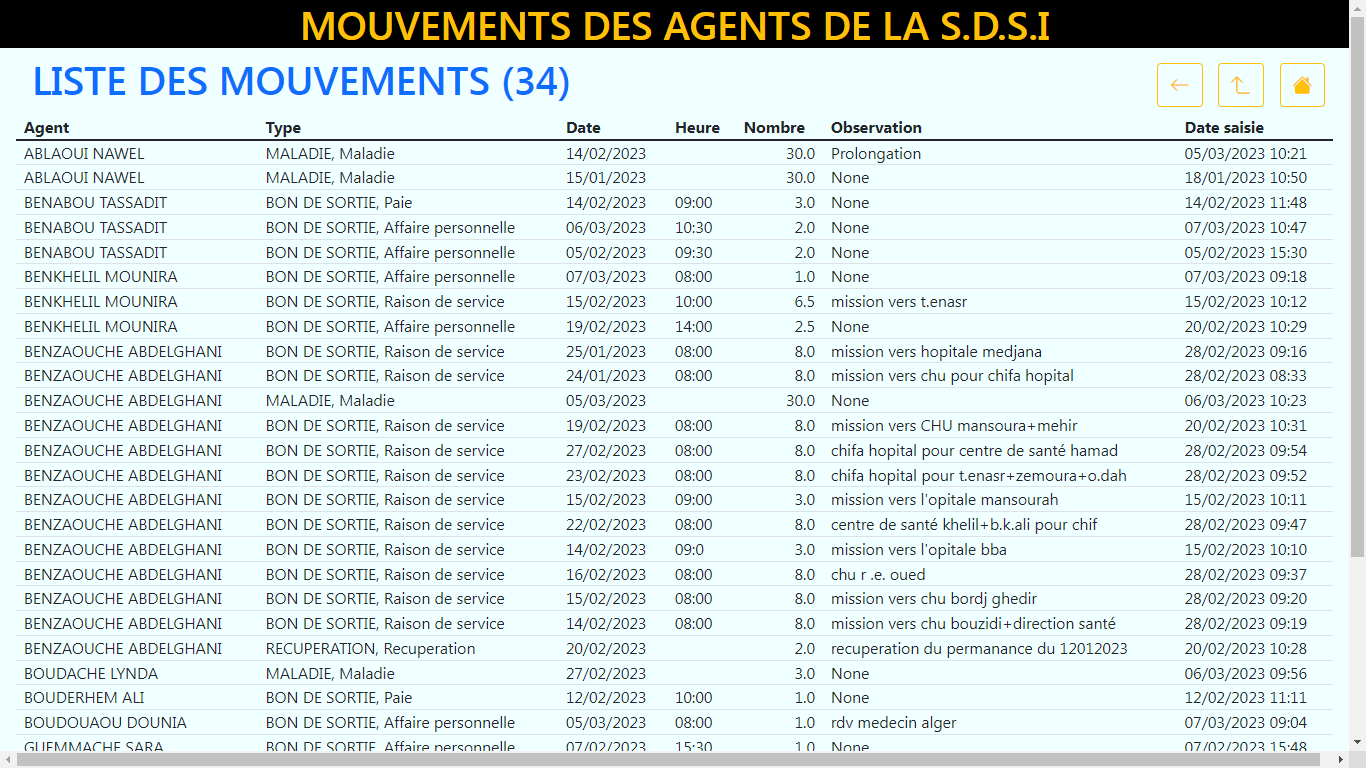 MOUVEMENTS DES AGENTS DE LA S.D.S.I
LISTE DES MOUVEMENTS (34)
Agent Type Date Heure Nombre Observation Date saisie
ABLAOUI NAWEL MALADIE, Maladie 14/02/2023 30.0 Prolongation 05/03/2023 10:21
ABLAOUI NAWEL MALADIE, Maladie 15/01/2023 30.0 None 18/01/2023 10:50
BENABOU TASSADIT BON DE SORTIE, Paie 14/02/2023 09:00 3.0 None 14/02/2023 11:48
BENABOU TASSADIT BON DE SORTIE, Affaire personnelle 06/03/2023 10:30 2.0 None 07/03/2023 10:47
BENABOU TASSADIT BON DE SORTIE, Affaire personnelle 05/02/2023 09:30 2.0 None 05/02/2023 15:30
BENKHELIL MOUNIRA BON DE SORTIE, Affaire personnelle 07/03/2023 08:00 1.0 None 07/03/2023 09:18
BENKHELIL MOUNIRA BON DE SORTIE, Raison de service 15/02/2023 10:00 6.5 mission vers t.enasr 15/02/2023 10:12
BENKHELIL MOUNIRA BON DE SORTIE, Affaire personnelle 19/02/2023 14:00 2.5 None 20/02/2023 10:29
BENZAOUCHE ABDELGHANI BON DE SORTIE, Raison de service 25/01/2023 08:00 8.0 mission vers hopitale medjana 28/02/2023 09:16
BENZAOUCHE ABDELGHANI BON DE SORTIE, Raison de service 24/01/2023 08:00 8.0 mission vers chu pour chifa hopital 28/02/2023 08:33
BENZAOUCHE ABDELGHANI MALADIE, Maladie 05/03/2023 30.0 None 06/03/2023 10:23
BENZAOUCHE ABDELGHANI BON DE SORTIE, Raison de service 19/02/2023 08:00 8.0 mission vers CHU mansoura+mehir 20/02/2023 10:31
BENZAOUCHE ABDELGHANI BON DE SORTIE, Raison de service 27/02/2023 08:00 8.0 chifa hopital pour centre de santé hamad 28/02/2023 09:54
BENZAOUCHE ABDELGHANI BON DE SORTIE, Raison de service 23/02/2023 08:00 8.0 chifa hopital pour t.enasr+zemoura+o.dah 28/02/2023 09:52
BENZAOUCHE ABDELGHANI BON DE SORTIE, Raison de service 15/02/2023 09:00 3.0 mission vers l'opitale mansourah 15/02/2023 10:11
BENZAOUCHE ABDELGHANI BON DE SORTIE, Raison de service 22/02/2023 08:00 8.0 centre de santé khelil+b.k.ali pour chif 28/02/2023 09:47
BENZAOUCHE ABDELGHANI BON DE SORTIE, Raison de service 14/02/2023 09:0 3.0 mission vers l'opitale bba 15/02/2023 10:10
BENZAOUCHE ABDELGHANI BON DE SORTIE, Raison de service 16/02/2023 08:00 8.0 chu r .e. oued 28/02/2023 09:37
BENZAOUCHE ABDELGHANI BON DE SORTIE, Raison de service 15/02/2023 08:00 8.0 mission vers chu bordj ghedir 28/02/2023 09:20
BENZAOUCHE ABDELGHANI BON DE SORTIE, Raison de service 14/02/2023 08:00 8.0 mission vers chu bouzidi+direction santé 28/02/2023 09:19
BENZAOUCHE ABDELGHANI RECUPERATION, Recuperation 20/02/2023 2.0 recuperation du permanance du 12012023 20/02/2023 10:28
BOUDACHE LYNDA MALADIE, Maladie 27/02/2023 3.0 None 06/03/2023 09:56
BOUDERHEM ALI BON DE SORTIE, Paie 12/02/2023 10:00 1.0 None 12/02/2023 11:11
BOUDOUAOU DOUNIA BON DE SORTIE, Affaire personnelle 05/03/2023 08:00 1.0 rdv medecin alger 07/03/2023 09:04
GUEMMACHE SARA BON DE SORTIE, Affaire personnelle 07/02/2023 15:30 1.0 None 07/02/2023 15:48